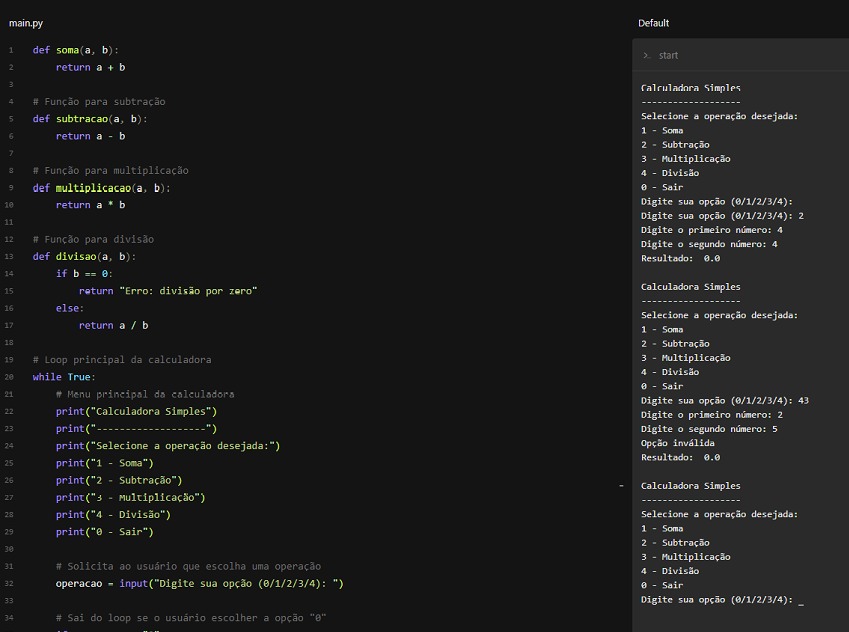 main.py
1 def soma(a, b):
2 return a + b
3
4 # Função para subtração
5 def subtracao(a, b):
6 return a - b
7
8 # Função para multiplicação
9 def multiplicacao(a, b):
10 return a * b
11
12 # Função para divisão
13 def divisao(a, b):
14 if b == 0:
15 return "Erro: divisão por zero"
16 else:
17 return a / b
18
19 # Loop principal da calculadora
20 while True:
21 # Menu principal da calculadora
22 print("Calculadora Simples")
23 print("-------------------")
24 print("Selecione a operação desejada:")
25 print("1 - Soma")
26 print("2 - Subtração")
27 print("3 - Multiplicação")
28 print("4 - Divisão")
29 print("0 - Sair")
30
31 # Solicita ao usuário que escolha uma operação
32 operacao = input("Digite sua opção (0/1/2/3/4): ")
33
34 # Sai do loop se o usuário escolher a opção "0"
Default
>_ start
Calculadora Simples
-------------------
Selecione a operação desejada:
1 - Soma
2 - Subtração
3 - Multiplicação
4 - Divisão
0 - Sair
Digite sua opção (0/1/2/3/4):
Digite sua opção (0/1/2/3/4): 2
Digite o primeiro número: 4
Digite o segundo número: 4
Resultado:  0.0
Calculadora Simples
-------------------
Selecione a operação desejada:
1 - Soma
2 - Subtração
3 - Multiplicação
4 - Divisão
0 - Sair
Digite sua opção (0/1/2/3/4): 43
Digite o primeiro número: 2
Digite o segundo número: 5
Opção inválida
Resultado:  0.0
Calculadora Simples
-------------------
Selecione a operação desejada:
1 - Soma
2 - Subtração
3 - Multiplicação
4 - Divisão
0 - Sair
Digite sua opção (0/1/2/3/4): _